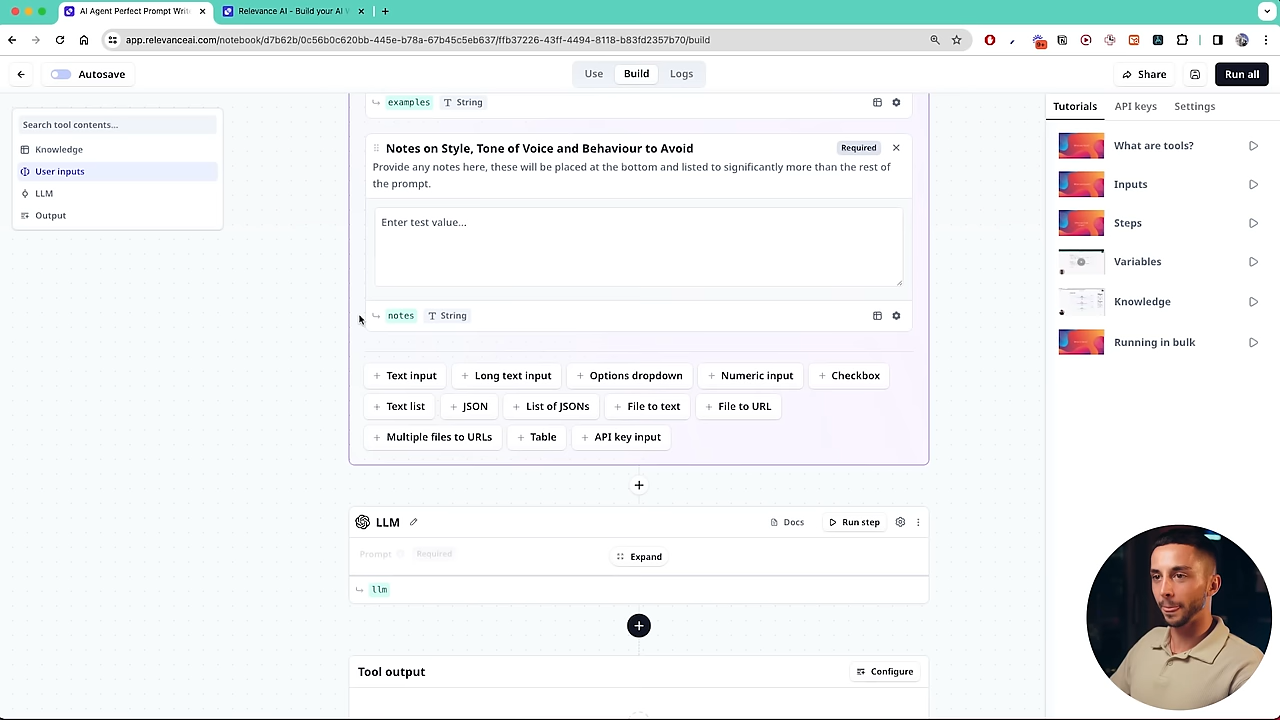 AI Agent Perfect Prompt Write
Relevance AI - Build your AI W
app.relevanceai.com/notebook/d7b62b/0c56b0c620bb-445e-b78a-67b45c5eb637/ffb37226-43ff-4494-8118-b83fd2357b70/build
9+
Autosave
Use
Build
Logs
Share
Run all
Search tool contents...
Knowledge
User inputs
LLM
Output
examples
String
Notes on Style, Tone of Voice and Behaviour to Avoid
Required
Provide any notes here, these will be placed at the bottom and listed to significantly more than the rest of
the prompt.
Enter test value...
notes
String
+ Text input
+ Long text input
+ Options dropdown
+ Numeric input
+ Checkbox
+ Text list
+ JSON
+ List of JSONs
+ File to text
+ File to URL
+ Multiple files to URLs
+ Table
+ API key input
LLM
Docs
Run step
Prompt
Required
Expand
llm
Tool output
Configure
Tutorials
API keys
Settings
What are tools?
Inputs
Steps
Variables
Knowledge
Running in bulk